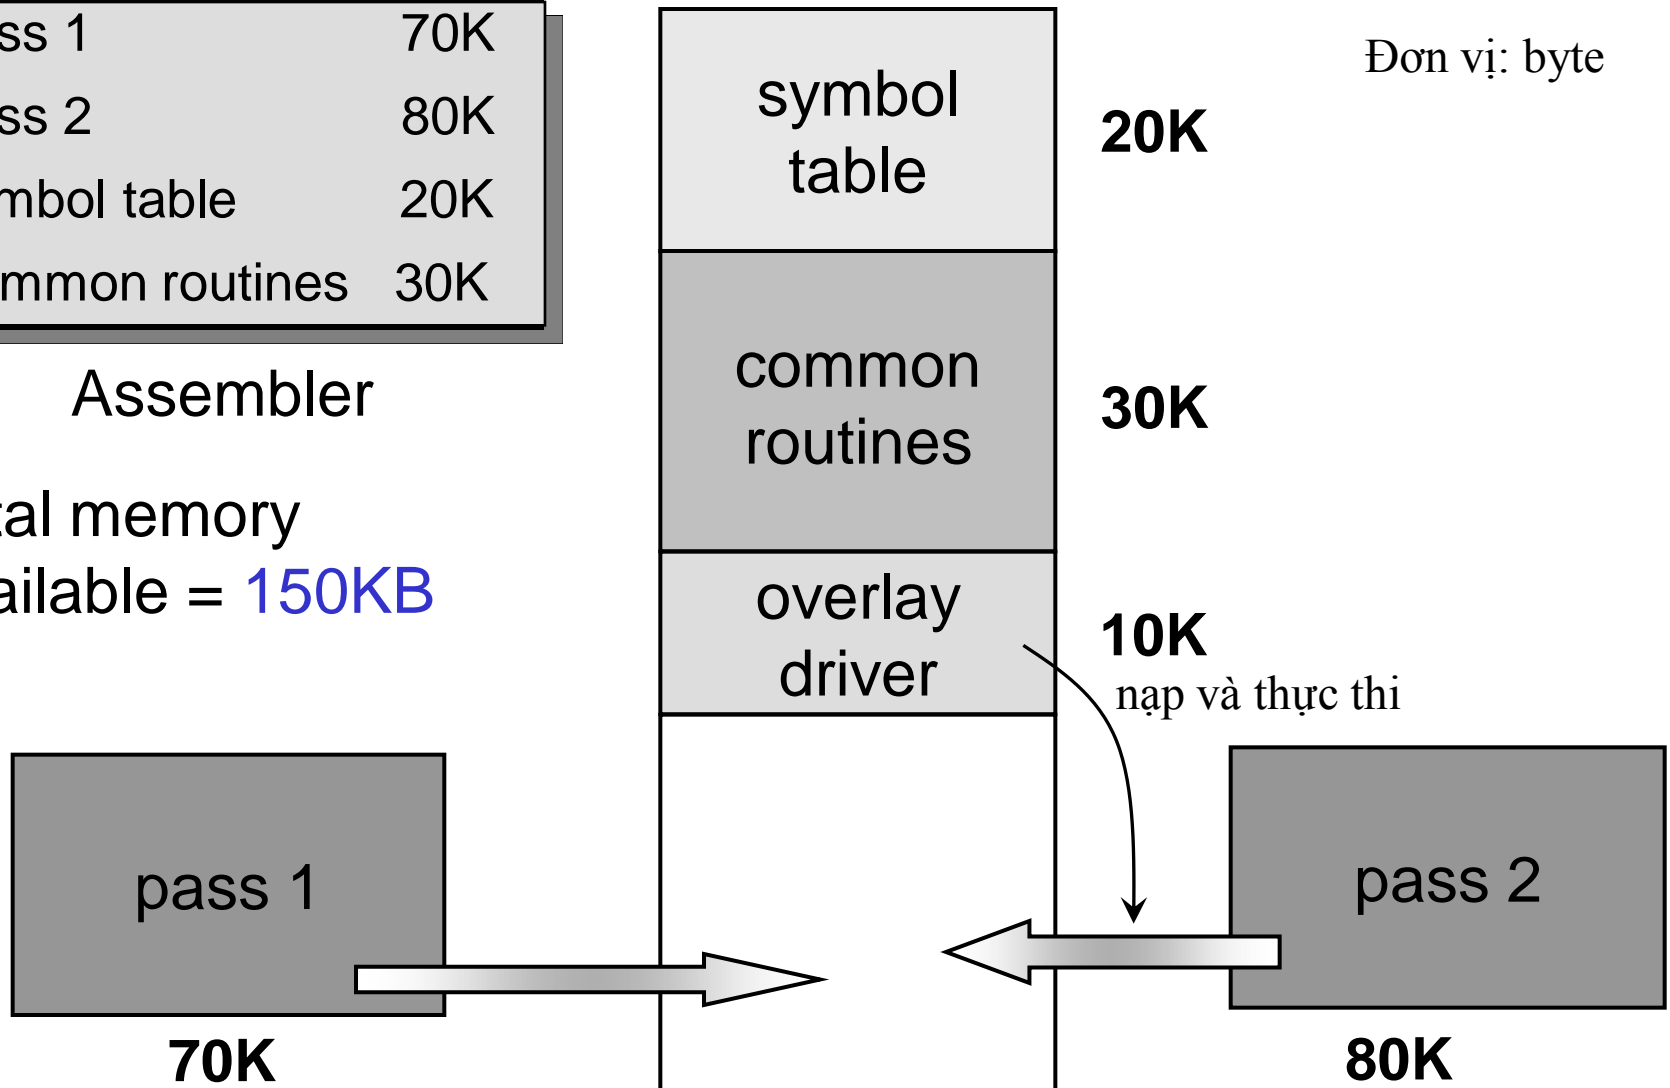 ss 1 70K
ss 2 80K
mbol table 20K
mmon routines 30K
Assembler
tal memory
ailable = 150KB
symbol
table
20K
Đơn vị: byte
common
routines
30K
overlay
driver
10K
nạp và thực thi
pass 1
70K
pass 2
80K